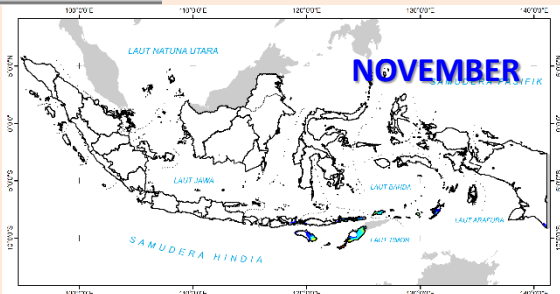 100°0'0"E 110°0'0"E 120°0'0"E 130°0'0"E 140°0'0"E
LAUT NATUNA UTARA
NOVEMBER
SAMUDERA PASIFIK
LAUT JAWA
LAUT BANDA
LAUT ARAFURA
LAUT TIMOR
SAMUDERA HINDIA